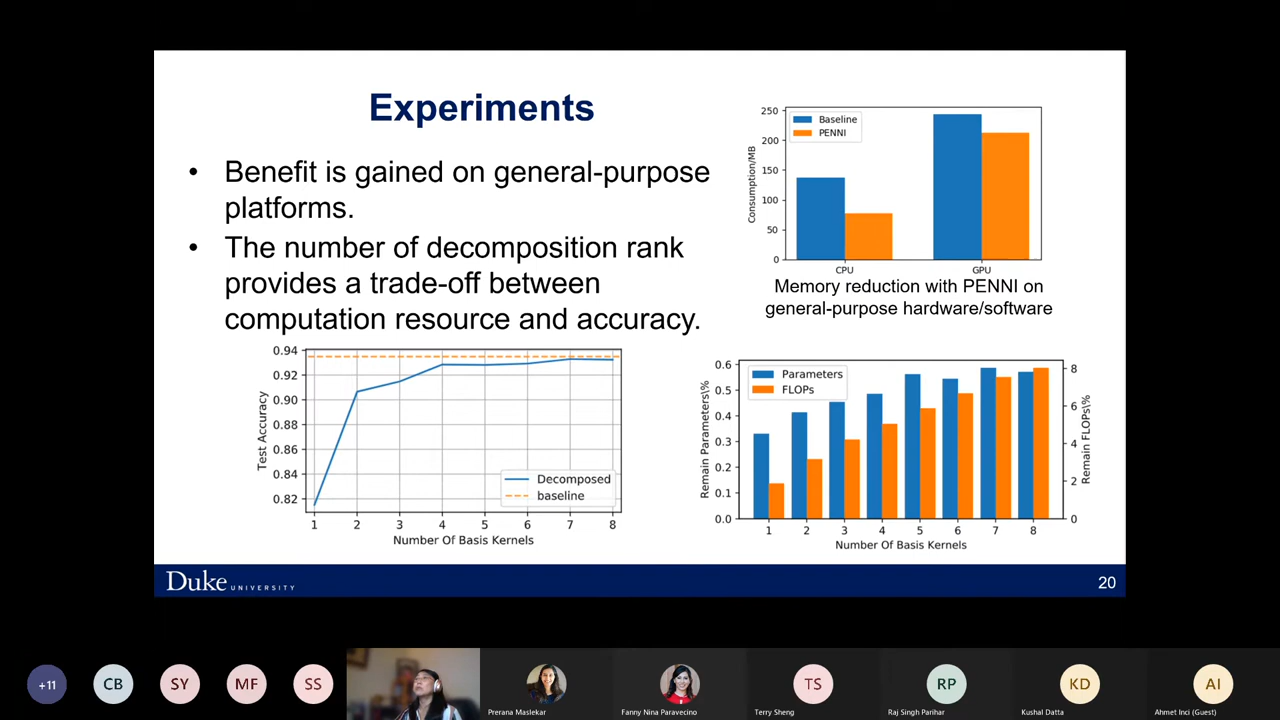 Experiments
• Benefit is gained on general-purpose
platforms.
• The number of decomposition rank
provides a trade-off between
computation resource and accuracy.
250
200
150
100
50
0
Consumption/MB
Baseline
PENNI
CPU
GPU
Memory reduction with PENNI on
general-purpose hardware/software
0.94
0.92
0.90
0.88
0.86
0.84
0.82
Test Accuracy
Decomposed
baseline
1 2 3 4 5 6 7 8
Number Of Basis Kernels
0.6
0.5
0.4
0.3
0.2
0.1
0.0
Remain Parameters\%
Parameters
FLOPs
8
6
4
2
0
Remain FLOPs\%
1 2 3 4 5 6 7 8
Number Of Basis Kernels
Duke UNIVERSITY
20
+11
CB
SY
MF
SS
Prerana Maslekar
Fanny Nina Paravecino
TS
Terry Sheng
RP
Raj Singh Parihar
KD
Kushal Datta
AI
Ahmet Inci (Guest)